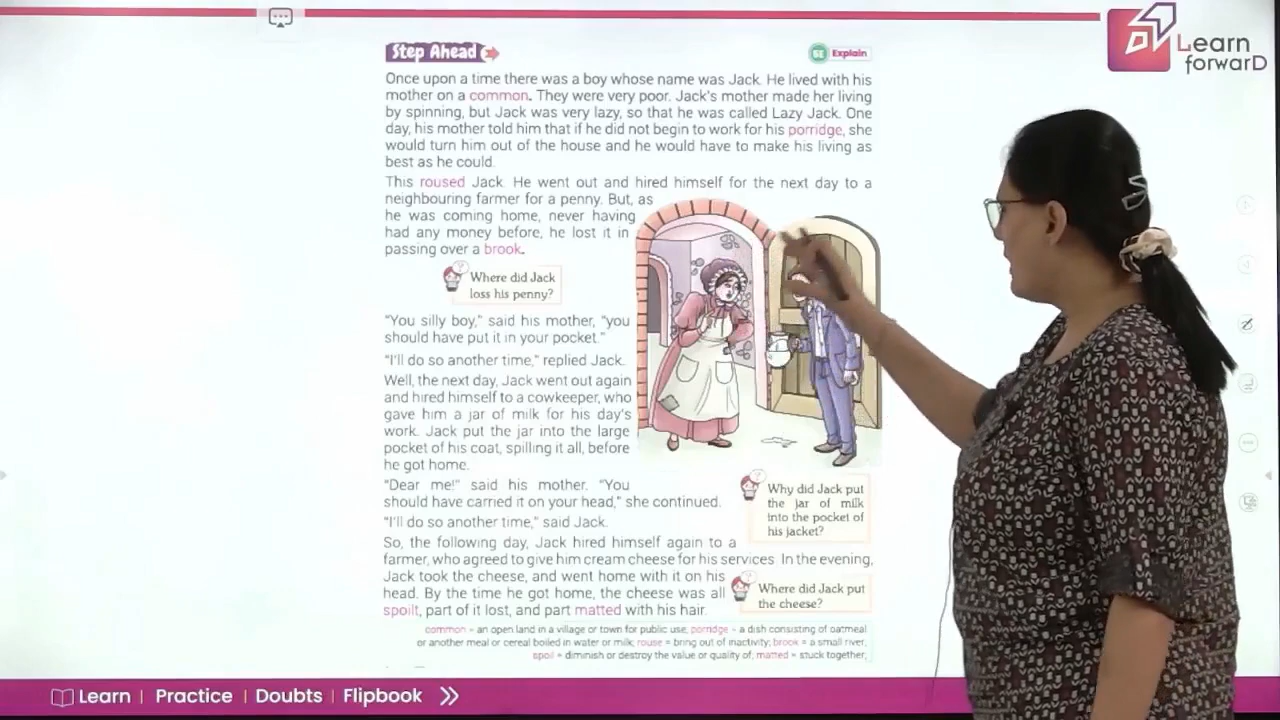 Step Ahead
5E Explain
Learn
forwarD
Once upon a time there was a boy whose name was Jack. He lived with his
mother on a common. They were very poor. Jack's mother made her living
by spinning, but Jack was very lazy, so that he was called Lazy Jack. One
day, his mother told him that if he did not begin to work for his porridge, she
would turn him out of the house and he would have to make his living as
best as he could.
This roused Jack. He went out and hired himself for the next day to a
neighbouring farmer for a penny. But, as
he was coming home, never having
had any money before, he lost it in
passing over a brook.
Where did Jack
loss his penny?
"You silly boy," said his mother, "you
should have put it in your pocket."
"I'll do so another time," replied Jack.
Well, the next day, Jack went out again
and hired himself to a cowkeeper, who
gave him a jar of milk for his day's
work. Jack put the jar into the large
pocket of his coat, spilling it all, before
he got home.
"Dear me!" said his mother. "You
should have carried it on your head," she continued.
"I'll do so another time," said Jack.
Why did Jack put
the jar of milk
into the pocket of
his jacket?
So, the following day, Jack hired himself again to a
farmer, who agreed to give him cream cheese for his services. In the evening,
Jack took the cheese, and went home with it on his
head. By the time he got home, the cheese was all
spoilt, part of it lost, and part matted with his hair.
Where did Jack put
the cheese?
common = an open land in a village or town for public use; porridge = a dish consisting of oatmeal
or another meal or cereal boiled in water or milk; rouse = bring out of inactivity; brook = a small river;
spoil = diminish or destroy the value or quality of; matted = stuck together;
Learn | Practice | Doubts | Flipbook